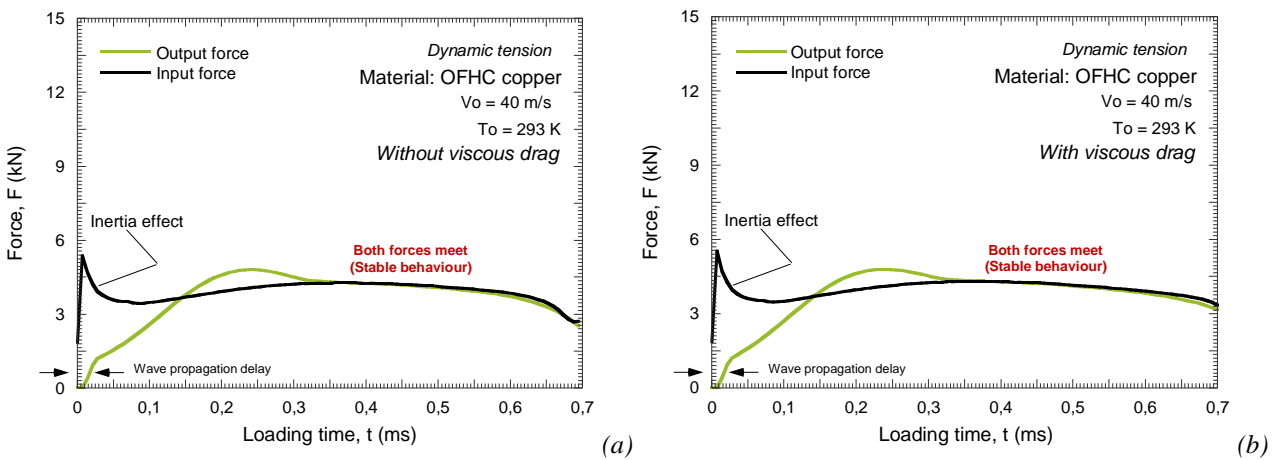 15
12
9
6
3
0
Force, F (kN)
Output force
Input force
Dynamic tension
Material: OFHC copper
Vo = 40 m/s
To = 293 K
Without viscous drag
Inertia effect
Both forces meet
(Stable behaviour)
Wave propagation delay
0 0,1 0,2 0,3 0,4 0,5 0,6 0,7
Loading time, t (ms)
(a)
15
12
9
6
3
0
Force, F (kN)
Output force
Input force
Dynamic tension
Material: OFHC copper
Vo = 40 m/s
To = 293 K
With viscous drag
Inertia effect
Both forces meet
(Stable behaviour)
Wave propagation delay
0 0,1 0,2 0,3 0,4 0,5 0,6 0,7
Loading time, t (ms)
(b)